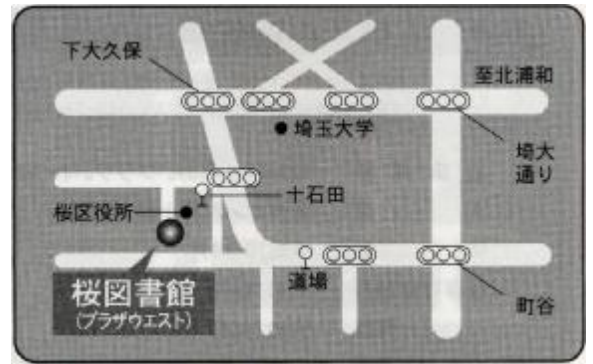 下大久保
至北浦和
埼玉大学
埼大
通り
十石田
桜区役所
道場
桜図書館
(プラザウエスト)
町谷